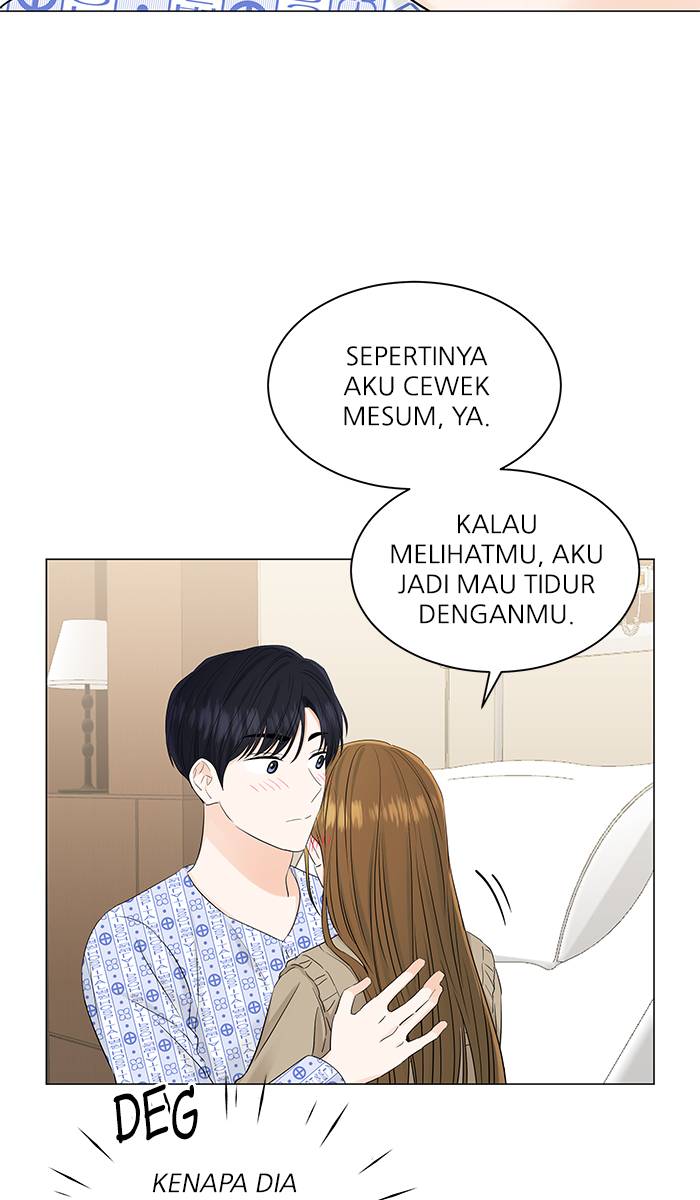 SEPERTINYA
AKU CEWEK
MESUM, YA.
KALAU
MELIHATMU, AKU
JADI MAU TIDUR
DENGANMU.
DEG
KENAPA DIA